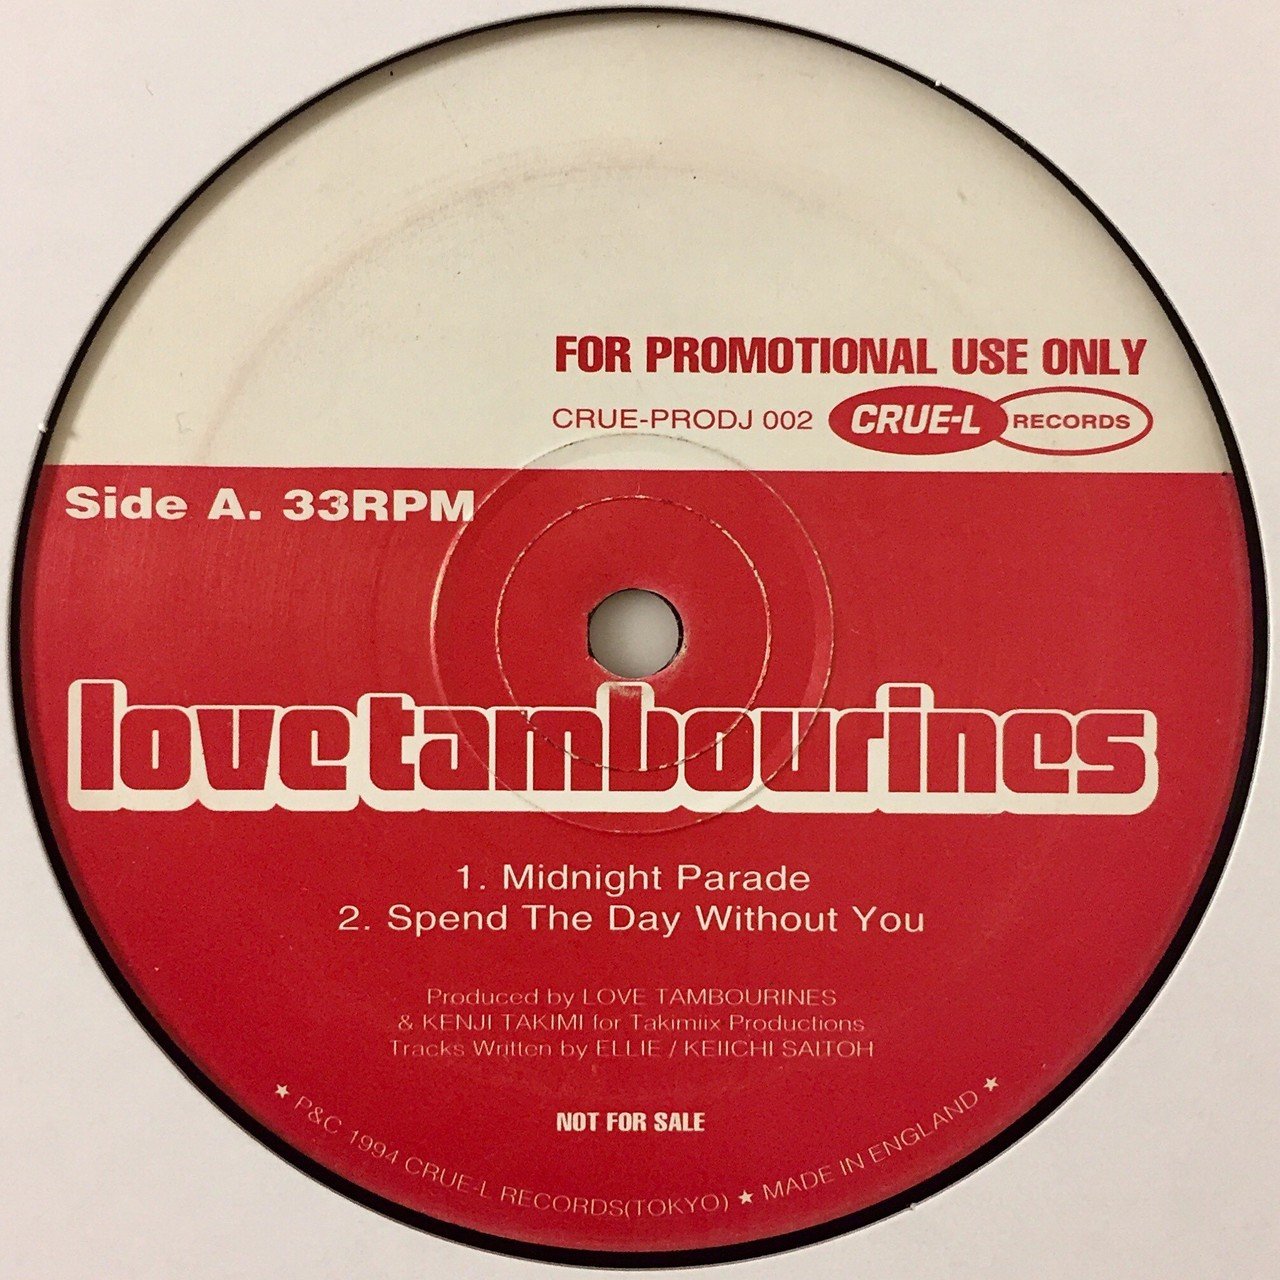 FOR PROMOTIONAL USE ONLY
CRUE-PRODJ 002 CRUE-L RECORDS
Side A. 33RPM
love tambourines
1. Midnight Parade
2. Spend The Day Without You
Produced by LOVE TAMBOURINES
& KENJI TAKIMI for Takimiix Productions
Tracks Written by ELLIE / KEIICHI SAITOH
NOT FOR SALE
★ P&C 1994 CRUE-L RECORDS(TOKYO) ★ MADE IN ENGLAND ★